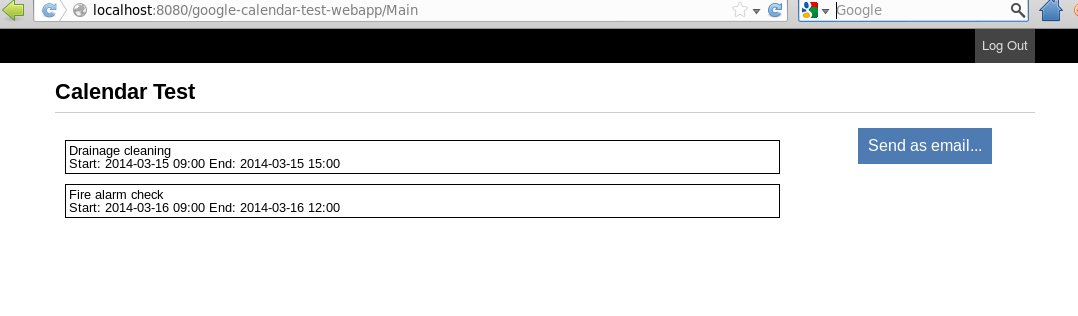 localhost:8080/google-calendar-test-webapp/Main
Google
Log Out
Calendar Test
Drainage cleaning
Start: 2014-03-15 09:00 End: 2014-03-15 15:00
Send as email...
Fire alarm check
Start: 2014-03-16 09:00 End: 2014-03-16 12:00